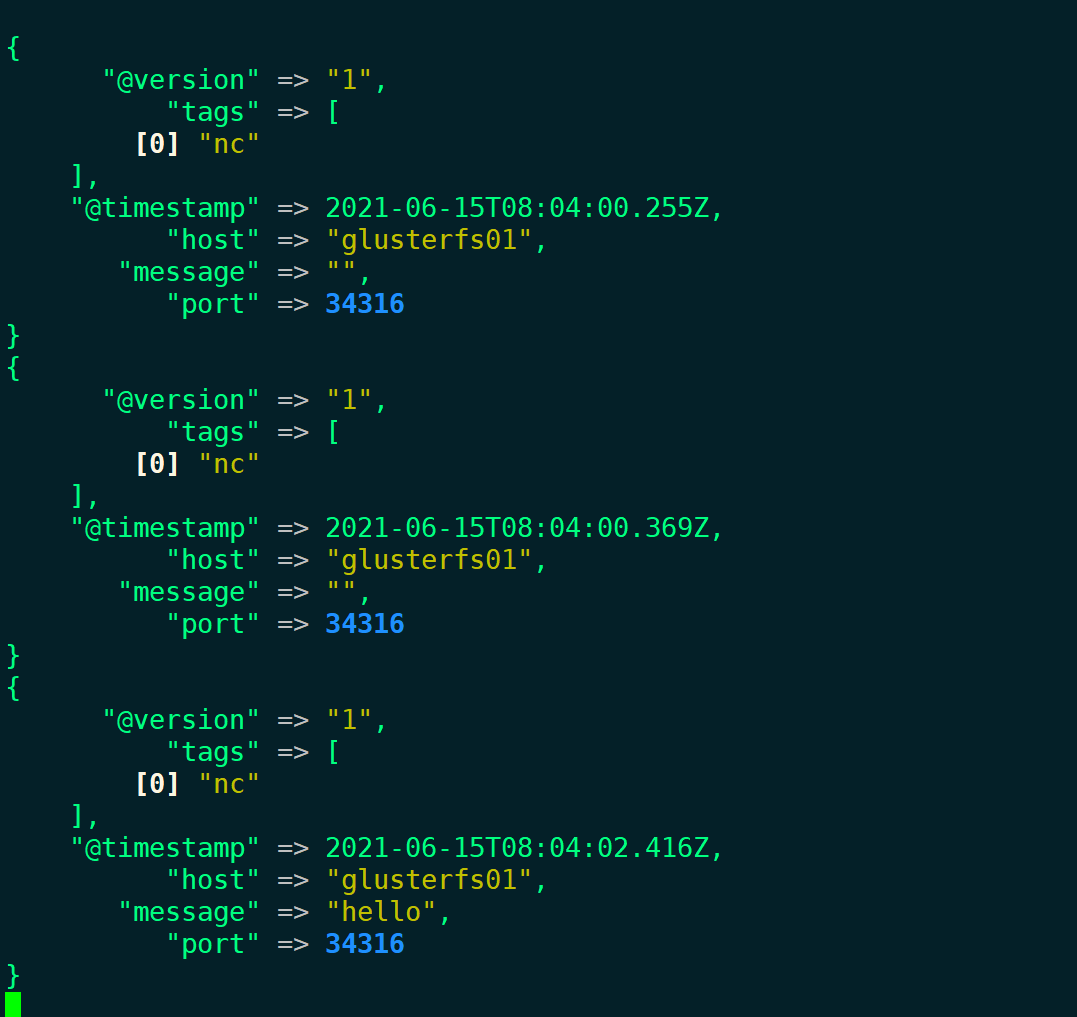 {
      "@version" => "1",
          "tags" => [
        [0] "nc"
    ],
    "@timestamp" => 2021-06-15T08:04:00.255Z,
          "host" => "glusterfs01",
       "message" => "",
          "port" => 34316
}
{
      "@version" => "1",
          "tags" => [
        [0] "nc"
    ],
    "@timestamp" => 2021-06-15T08:04:00.369Z,
          "host" => "glusterfs01",
       "message" => "",
          "port" => 34316
}
{
      "@version" => "1",
          "tags" => [
        [0] "nc"
    ],
    "@timestamp" => 2021-06-15T08:04:02.416Z,
          "host" => "glusterfs01",
       "message" => "hello",
          "port" => 34316
}